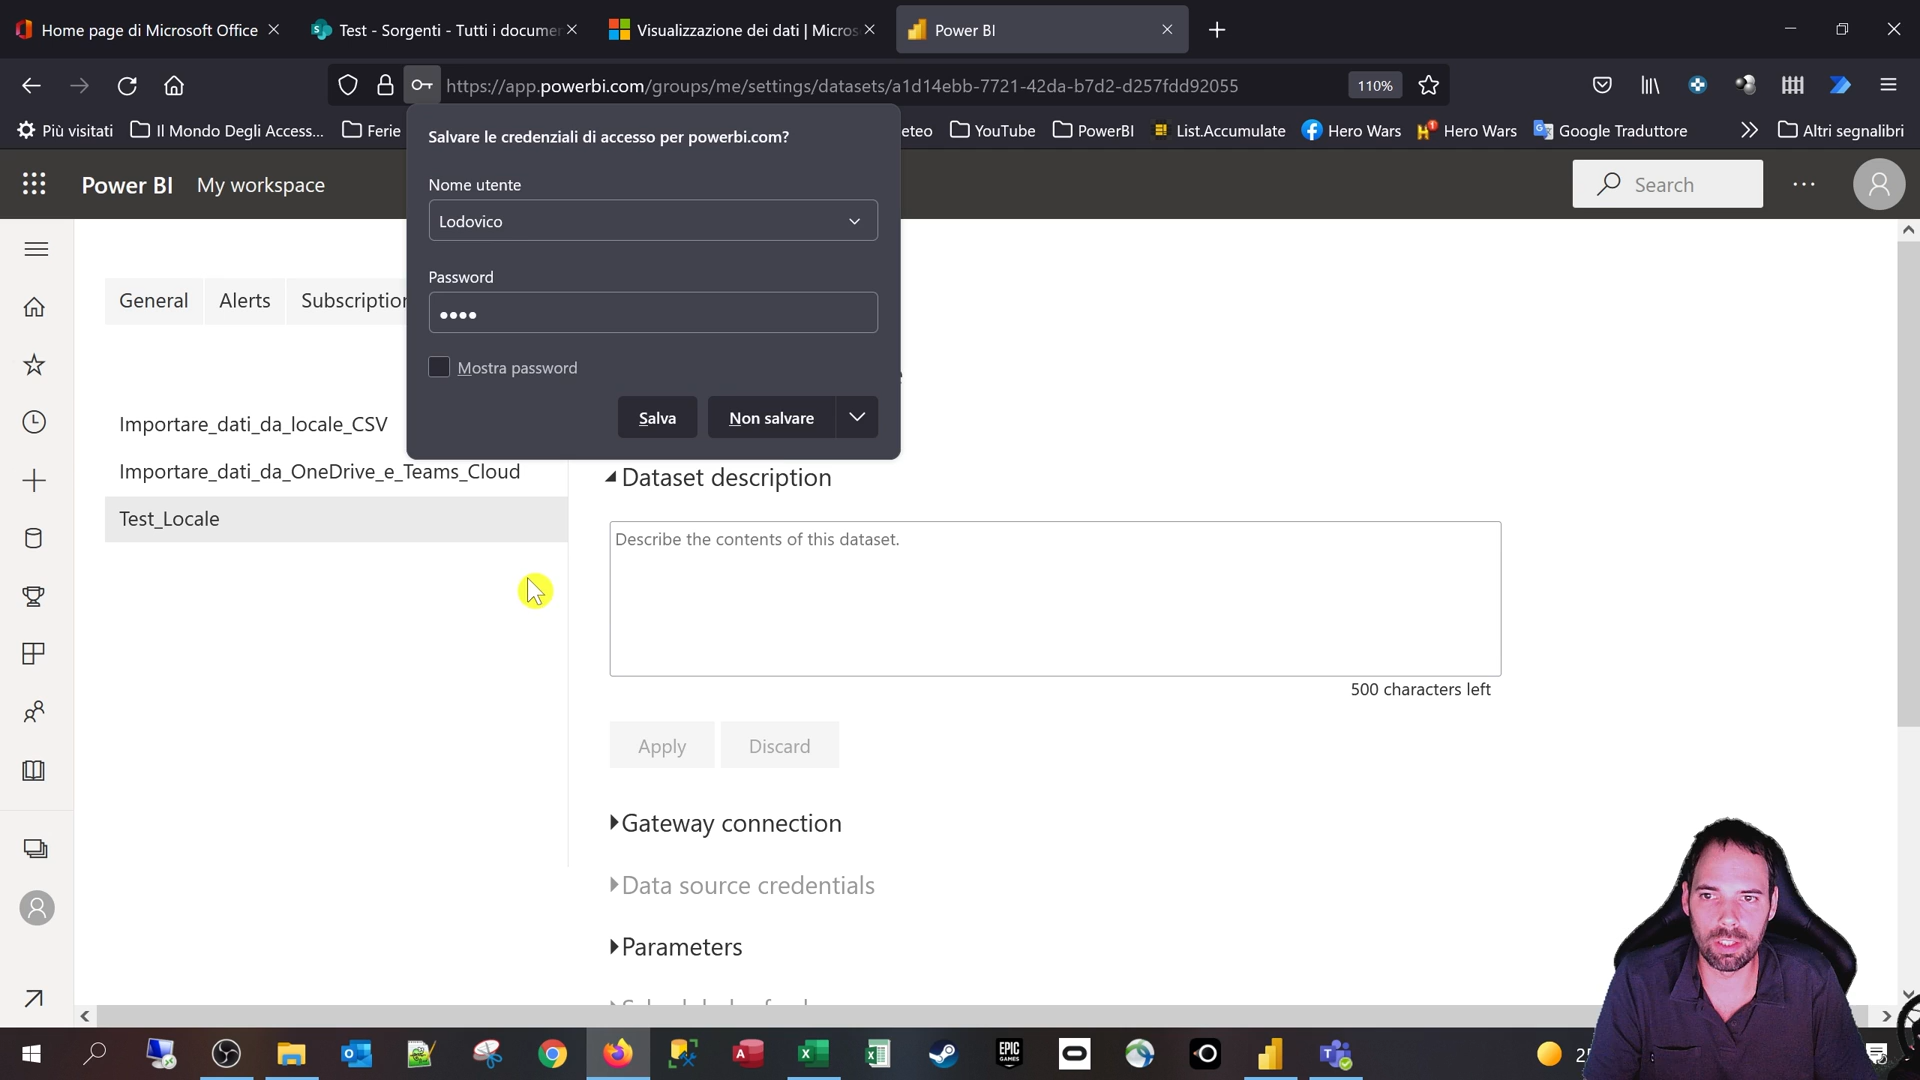 Home page di Microsoft Office
Test - Sorgenti - Tutti i docume
Visualizzazione dei dati | Micros
Power BI
https://app.powerbi.com/groups/me/settings/datasets/a1d14ebb-7721-42da-b7d2-d257fdd92055
110%
Più visitati
Il Mondo Degli Access...
Ferie
eteo
YouTube
PowerBI
List.Accumulate
Hero Wars
Hero Wars
Google Traduttore
Altri segnalibri
Salvare le credenziali di accesso per powerbi.com?
Nome utente
Lodovico
Password
Mostra password
Salva
Non salvare
Power BI
My workspace
Search
General
Alerts
Subscription
Importare_dati_da_locale_CSV
Importare_dati_da_OneDrive_e_Teams_Cloud
Test_Locale
Dataset description
Describe the contents of this dataset.
500 characters left
Apply
Discard
Gateway connection
Data source credentials
Parameters
EPIC
GAMES